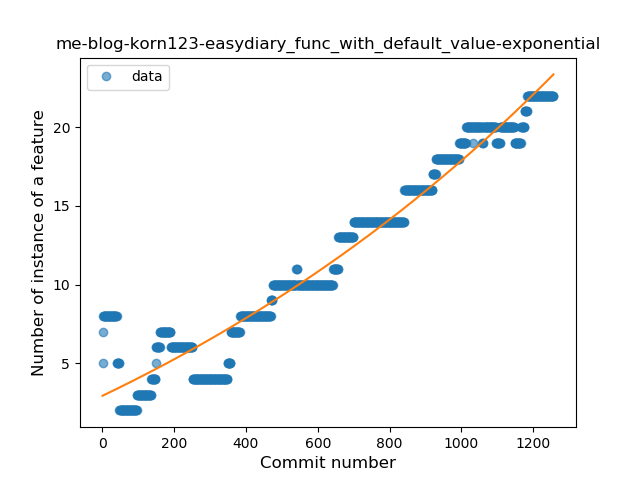 me-blog-korn123-easydiary_func_with_default_value-exponential
data
Number of instance of a feature
20
15
10
5
0 200 400 600 800 1000 1200
Commit number